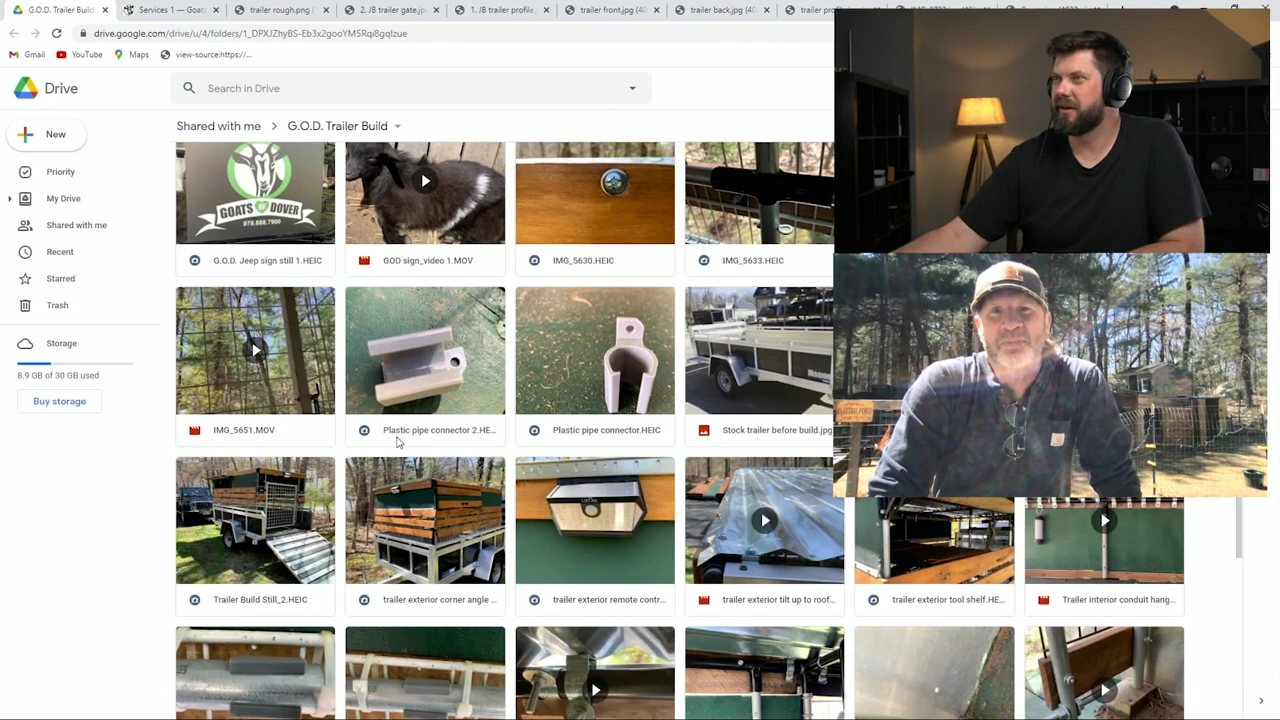 G.O.D. Trailer Build
Services 1 — Goats
trailer rough.png
2. JB trailer gate.jp
1. JB trailer profile
trailer front.jpg (40
trailer back.jpg (40
drive.google.com/drive/u/4/folders/1_DPXJZhyBS-Eb3x2gooYM5Rqi8gqIzue
Gmail YouTube Maps view-source:https://...
Drive
Search in Drive
New
Shared with me > G.O.D. Trailer Build
Priority
My Drive
Shared with me
Recent
Starred
Trash
Storage
8.9 GB of 30 GB used
Buy storage
GOATS DOVER
978.886.7980
G.O.D. Jeep sign still 1.HEIC
GOD sign_video 1.MOV
IMG_5630.HEIC
IMG_5633.HEIC
IMG_5651.MOV
Plastic pipe connector 2.HE...
Plastic pipe connector.HEIC
Stock trailer before build.jpg
Trailer Build Still_2.HEIC
trailer exterior corner angle ...
trailer exterior remote contr...
trailer exterior tilt up to roof...
trailer exterior tool shelf.HE...
Trailer interior conduit hang...